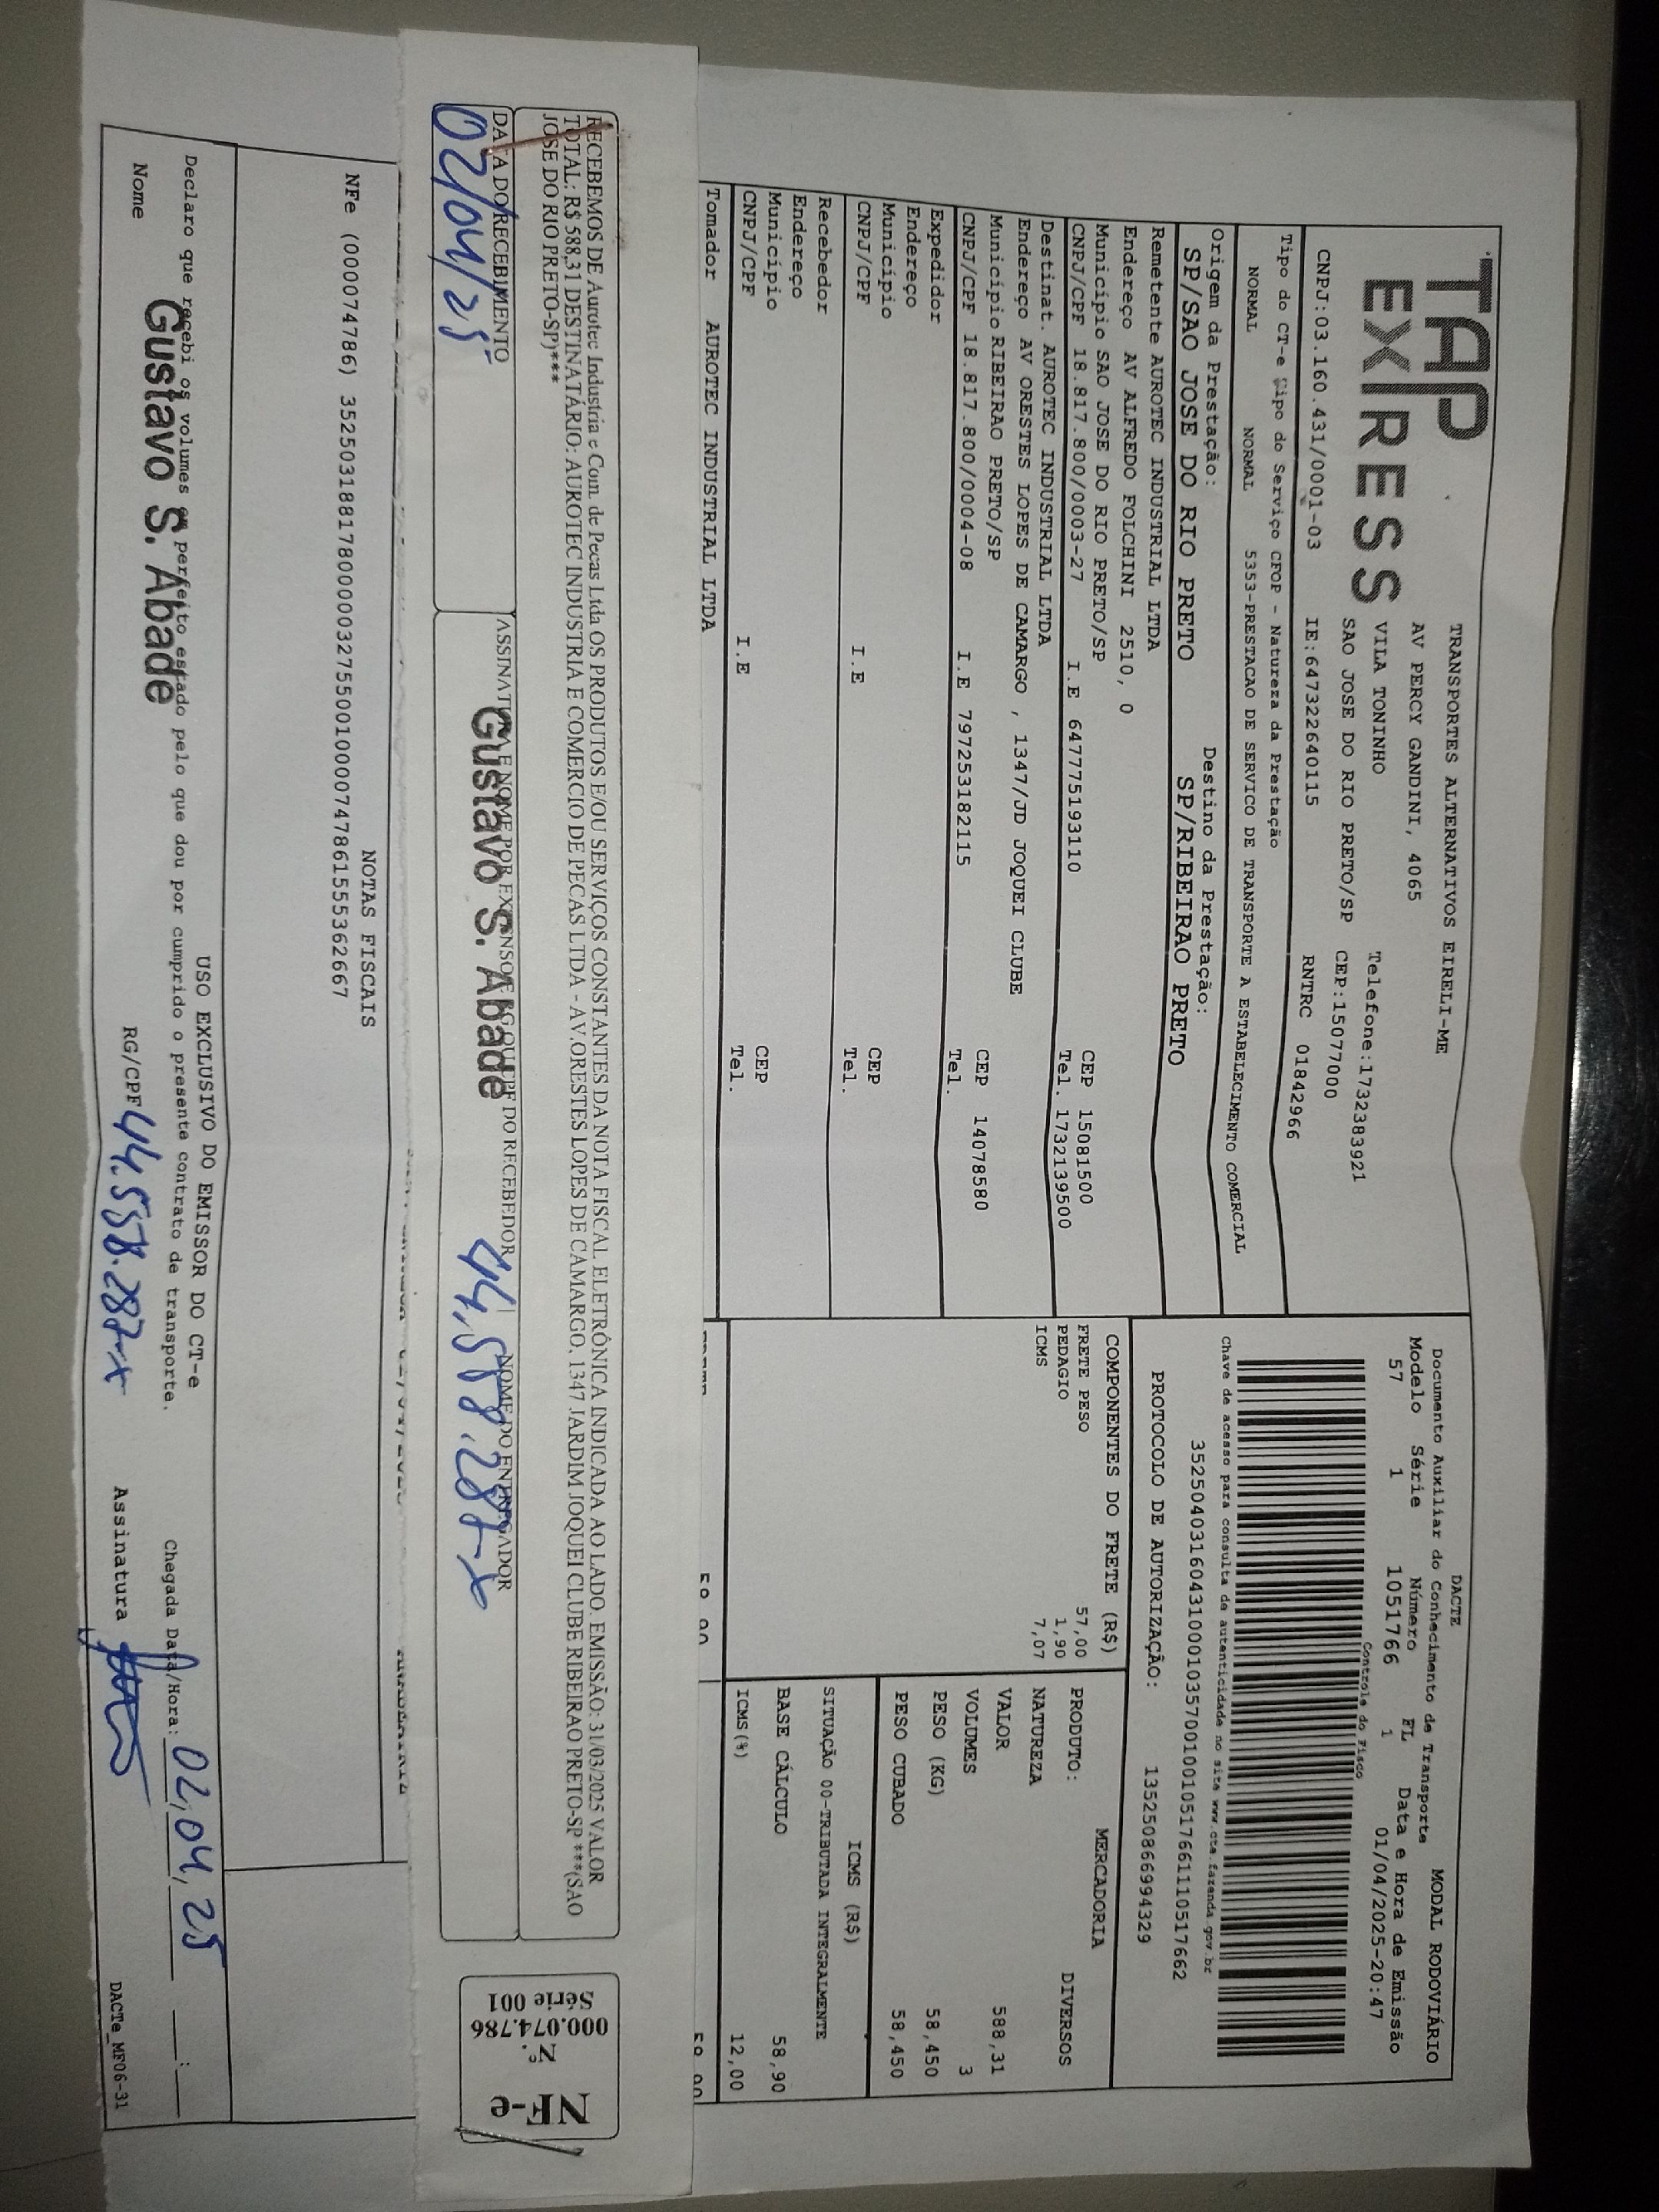 TAP
EXPRESS
TRANSPORTES ALTERNATIVOS EIRELI-ME
AV PERCY GANDINI, 4065
VILA TONINHO
Telefone:1732383921
SAO JOSE DO RIO PRETO/SP CEP:15077000
CNPJ:03.160.431/0001-03 IE:647322640115 RNTRC 01842966
Tipo do CT-e Tipo do Serviço CFOP - Natureza da Prestação
NORMAL NORMAL 5353-PRESTACAO DE SERVICO DE TRANSPORTE A ESTABELECIMENTO COMERCIAL
Origem da Prestação: Destino da Prestação:
SP/SAO JOSE DO RIO PRETO SP/RIBEIRAO PRETO
DACTE MODAL RODOVIÁRIO
Documento Auxiliar do Conhecimento de Transporte
Modelo Série Número FL Data e Hora de Emissão
57 1 1051766 1 01/04/2025-20:47
Controle do Fisco
Chave de acesso para consulta de autenticidade no site www.cte.fazenda.gov.br
35250403160431000103570010010517661110517662
PROTOCOLO DE AUTORIZAÇÃO: 135250866994329
Remetente AUROTEC INDUSTRIAL LTDA
Endereço AV ALFREDO FOLCHINI 2510, 0
Município SAO JOSE DO RIO PRETO/SP CEP 15081500
CNPJ/CPF 18.817.800/0003-27 I.E 647775193110 Tel. 1732139500
Destinat. AUROTEC INDUSTRIAL LTDA
Endereço AV ORESTES LOPES DE CAMARGO , 1347/JD JOQUEI CLUBE
Município RIBEIRAO PRETO/SP CEP 14078580
CNPJ/CPF 18.817.800/0004-08 I.E 797253182115 Tel.
Expedidor
Endereço
Município CEP
CNPJ/CPF I.E Tel.
Recebedor
Endereço
Município CEP
CNPJ/CPF I.E Tel.
Tomador AUROTEC INDUSTRIAL LTDA
COMPONENTES DO FRETE (R$)
FRETE PESO 57,00
PEDAGIO 1,90
ICMS 7,07
MERCADORIA
PRODUTO: DIVERSOS
NATUREZA
VALOR 588,31
VOLUMES 3
PESO (KG) 58,450
PESO CUBADO 58,450
ICMS (R$)
SITUAÇÃO 00-TRIBUTADA INTEGRALMENTE
BASE CÁLCULO 58,90
ICMS(%) 12,00
RECEBEMOS DE Aurotec Industria e Com. de Pecas Ltda OS PRODUTOS E/OU SERVIÇOS CONSTANTES DA NOTA FISCAL ELETRÔNICA INDICADA AO LADO. EMISSÃO: 31/03/2025 VALOR
TOTAL: R$ 588,31 DESTINATÁRIO: AUROTEC INDUSTRIA E COMERCIO DE PECAS LTDA - AV.ORESTES LOPES DE CAMARGO, 1347 JARDIM JOQUEI CLUBE RIBEIRAO PRETO-SP ***(SAO
JOSE DO RIO PRETO-SP)***
DATA DO RECEBIMENTO ASSINATURA E NOME POR EXTENSO E RG OU CPF DO RECEBEDOR NOME DO ENTREGADOR
02/04/25 Gustavo S. Abade 44.558.287-x
NF-e
Nº.
000.074.786
Série 001
NOTAS FISCAIS
NFe (000074786) 35250318817800000327550010000747861555362667
USO EXCLUSIVO DO EMISSOR DO CT-e
Declaro que recebi os volumes em perfeito estado pelo que dou por cumprido o presente contrato de transporte.
Chegada Data/Hora: 02,04,25 :
Nome Gustavo S. Abade RG/CPF 44.558.287-x Assinatura
DACTe_MF06-31